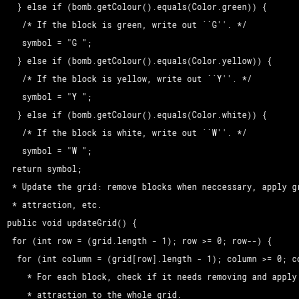 } else if (bomb.getColour().equals(Color.green)) {
/* If the block is green, write out ``G''. */
symbol = "G ";
} else if (bomb.getColour().equals(Color.yellow)) {
/* If the block is yellow, write out ``Y''. */
symbol = "Y ";
} else if (bomb.getColour().equals(Color.white)) {
/* If the block is white, write out ``W''. */
symbol = "W ";
return symbol;
* Update the grid: remove blocks when neccessary, apply gr
* attraction, etc.
public void updateGrid() {
for (int row = (grid.length - 1); row >= 0; row--) {
for (int column = (grid[row].length - 1); column >= 0; co
* For each block, check if it needs removing and apply
* attraction to the whole grid.